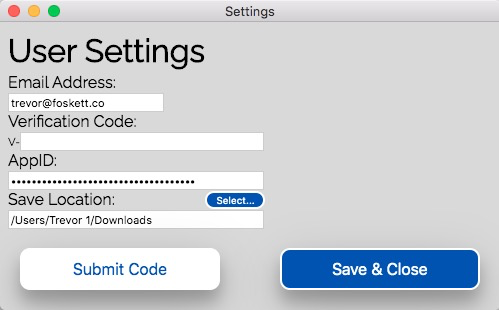 Settings
User Settings
Email Address:
trevor@foskett.co
Verification Code:
V-
AppID:
••••••••••••••••••••••••••••••••••••
Save Location:
Select...
/Users/Trevor 1/Downloads
Submit Code
Save & Close